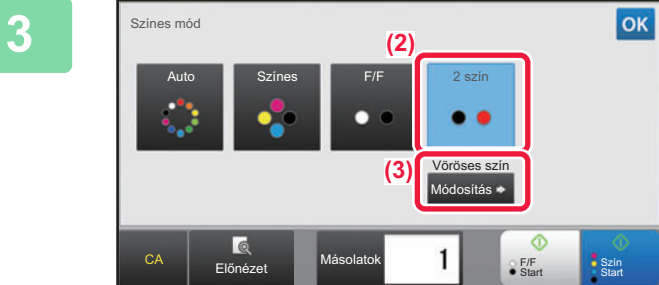 3
Színes mód
OK
(2)
Auto
Színes
F/F
2 szín
(3)
Vöröses szín
Módosítás
CA
Előnézet
Másolatok
1
F/F
Start
Szín
Start